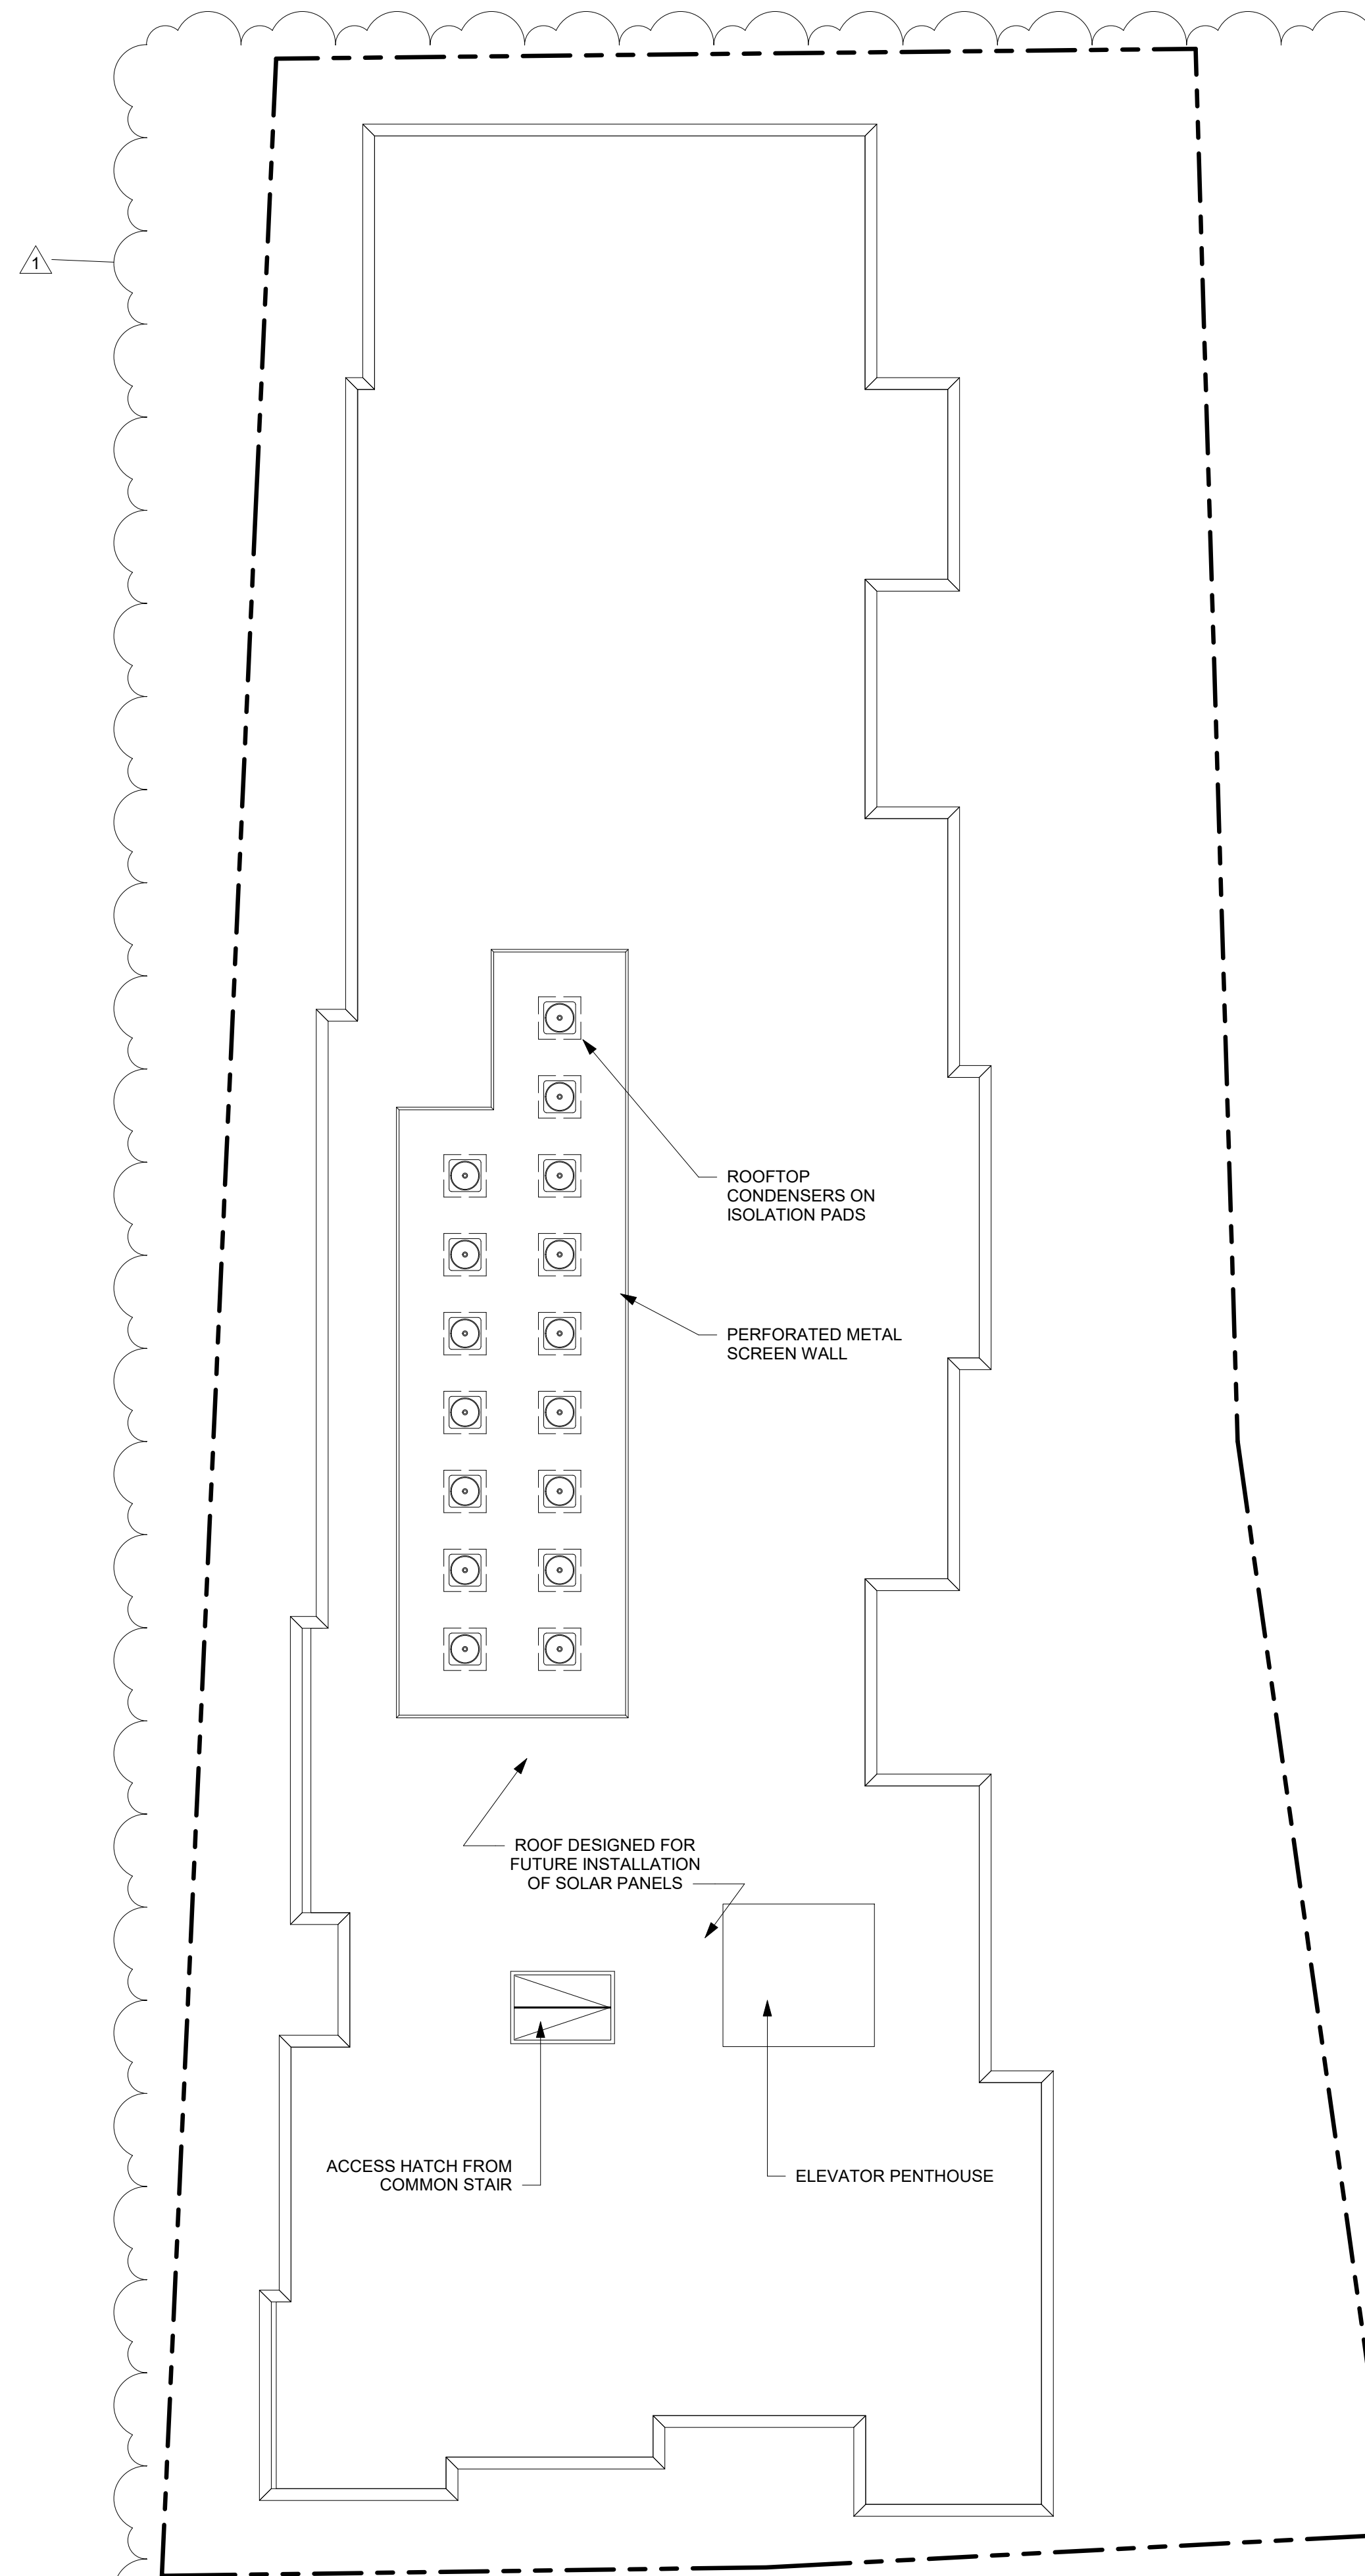 1
ROOFTOP
CONDENSERS ON
ISOLATION PADS
PERFORATED METAL
SCREEN WALL
ROOF DESIGNED FOR
FUTURE INSTALLATION
OF SOLAR PANELS
ACCESS HATCH FROM
COMMON STAIR
ELEVATOR PENTHOUSE